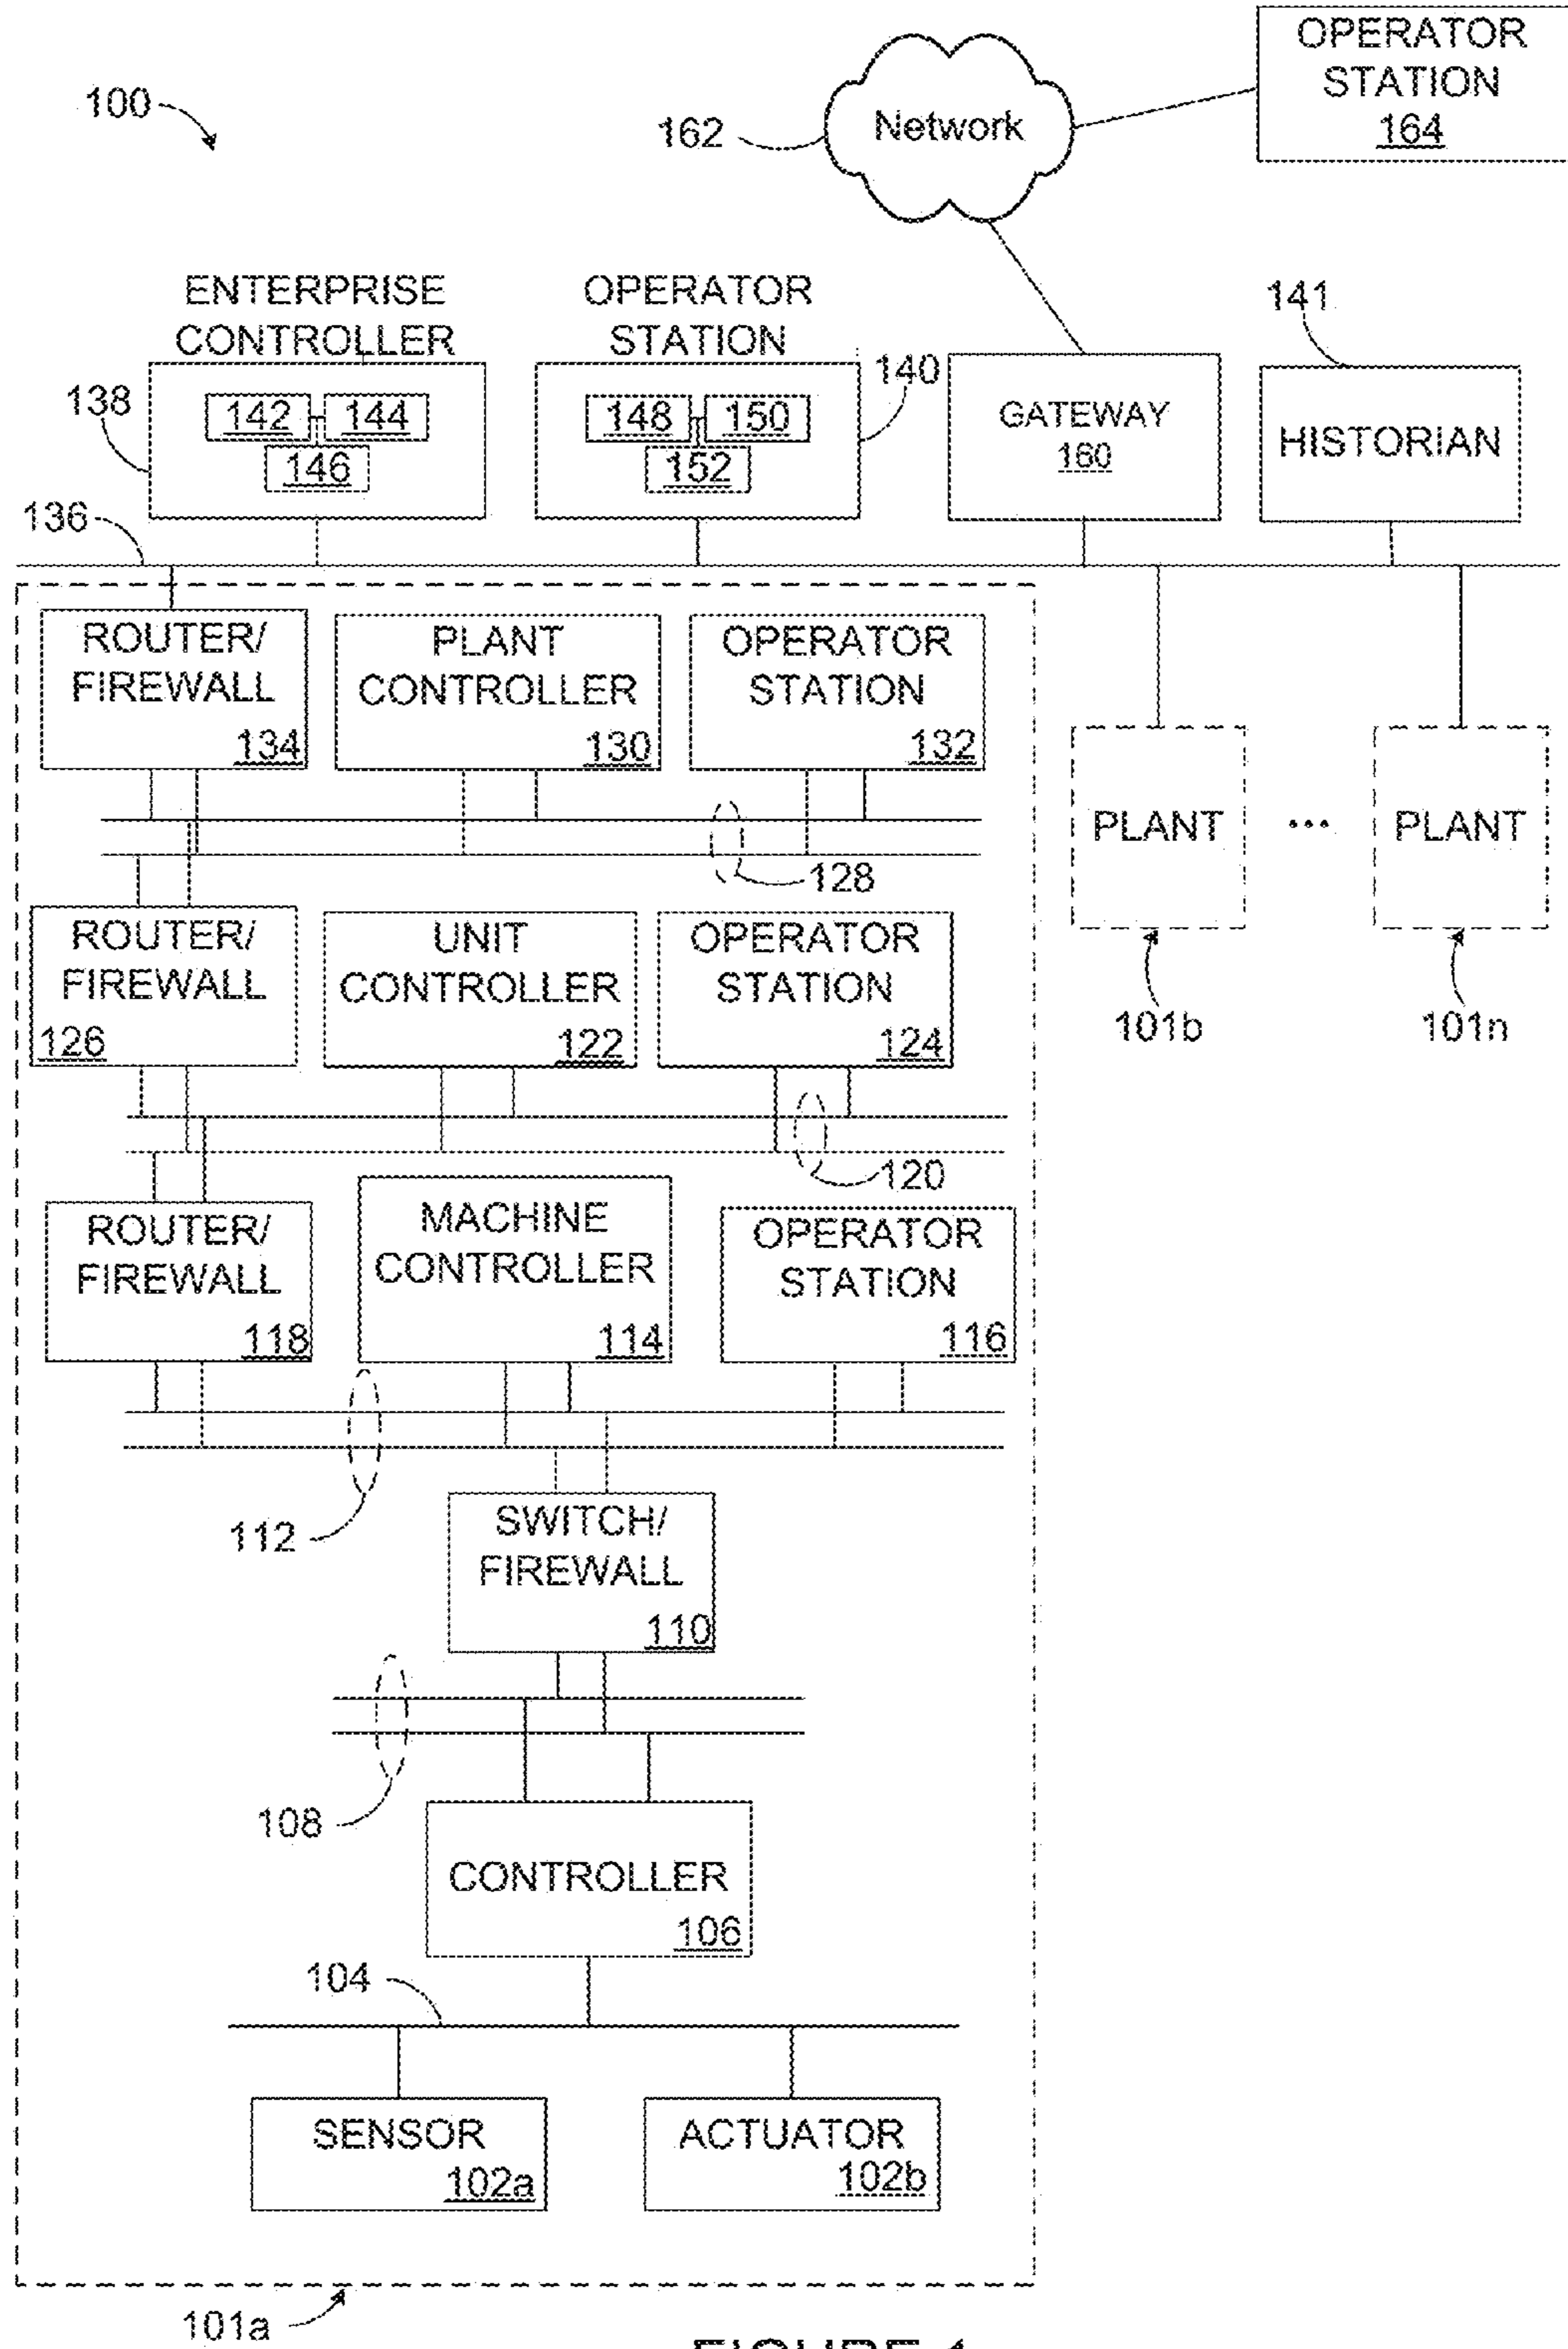 OPERATOR
STATION
164
100
162
Network
ENTERPRISE
CONTROLLER
OPERATOR
STATION
141
138
142
144
146
148
150
152
140
GATEWAY
160
HISTORIAN
136
ROUTER/
FIREWALL
134
PLANT
CONTROLLER
130
OPERATOR
STATION
132
128
PLANT
...
PLANT
101b
101n
ROUTER/
FIREWALL
126
UNIT
CONTROLLER
122
OPERATOR
STATION
124
120
ROUTER/
FIREWALL
118
MACHINE
CONTROLLER
114
OPERATOR
STATION
116
112
SWITCH/
FIREWALL
110
108
CONTROLLER
106
104
SENSOR
102a
ACTUATOR
102b
101a
FIGURE 1